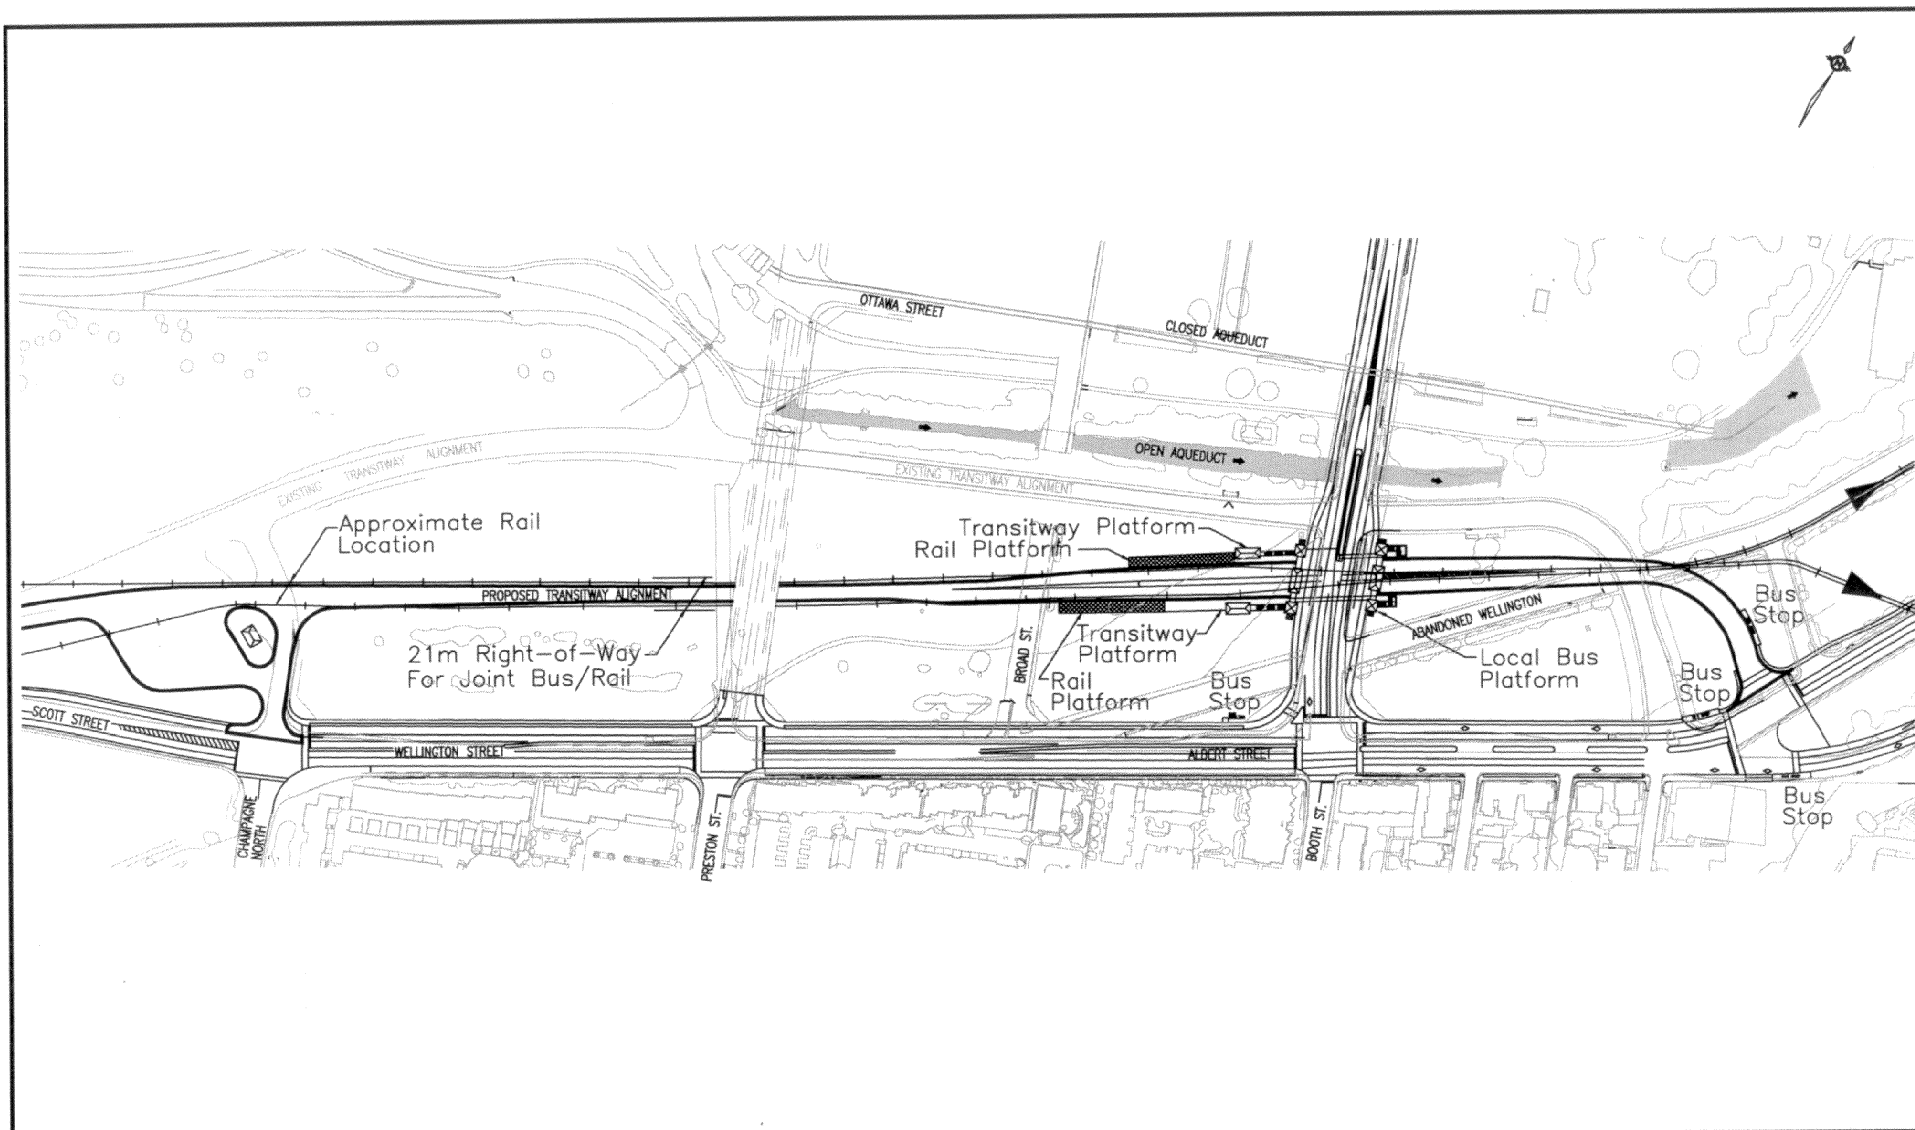 OTTAWA STREET
CLOSED AQUEDUCT
EXISTING TRANSITWAY ALIGNMENT
OPEN AQUEDUCT
EXISTING TRANSITWAY ALIGNMENT
Approximate Rail
Location
Transitway Platform
Rail Platform
PROPOSED TRANSITWAY ALIGNMENT
21m Right-of-Way
For Joint Bus/Rail
BROAD ST.
Transitway
Platform
Rail
Platform
ABANDONED WELLINGTON
Local Bus
Platform
Bus
Stop
Bus
Stop
Bus
Stop
SCOTT STREET
WELLINGTON STREET
ALBERT STREET
CHAMPAGNE
NORTH
PRESTON ST.
BOOTH ST.
Bus
Stop